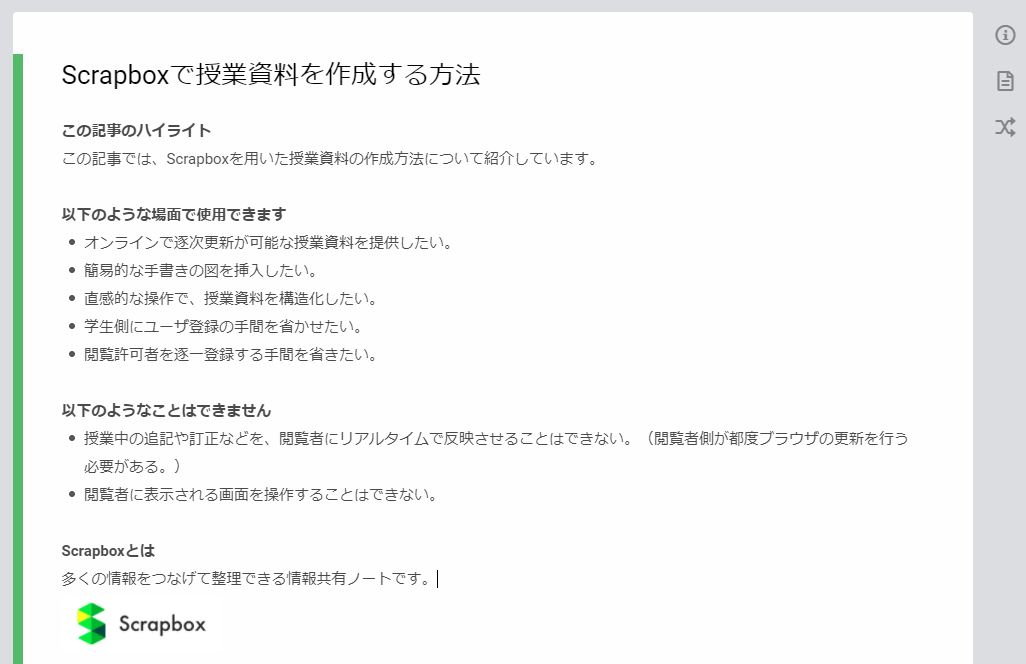 Scrapboxで授業資料を作成する方法
この記事のハイライト
この記事では、Scrapboxを用いた授業資料の作成方法について紹介しています。
以下のような場面で使用できます
• オンラインで逐次更新が可能な授業資料を提供したい。
• 簡易的な手書きの図を挿入したい。
• 直感的な操作で、授業資料を構造化したい。
• 学生側にユーザ登録の手間を省かせたい。
• 閲覧許可者を逐一登録する手間を省きたい。
以下のようなことはできません
• 授業中の追記や訂正などを、閲覧者にリアルタイムで反映させることはできない。（閲覧者側が都度ブラウザの更新を行う
必要がある。）
• 閲覧者に表示される画面を操作することはできない。
Scrapboxとは
多くの情報をつなげて整理できる情報共有ノートです。
Scrapbox